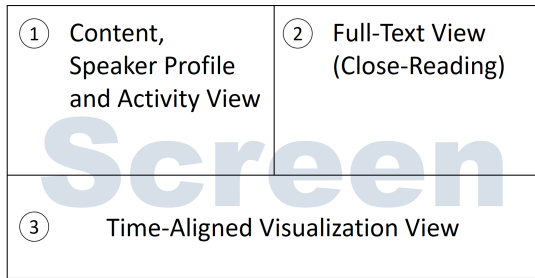 1 Content,
Speaker Profile
and Activity View
2 Full-Text View
(Close-Reading)
Screen
3 Time-Aligned Visualization View